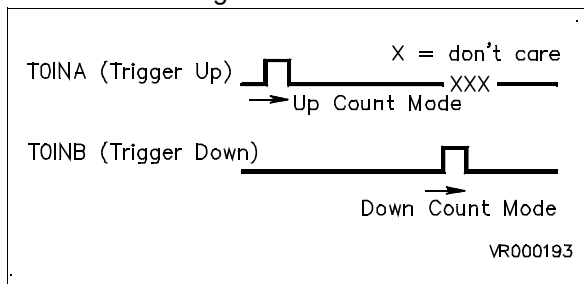 X = don't care
T0INA (Trigger Up)
XXX
Up Count Mode
T0INB (Trigger Down)
Down Count Mode
VR000193